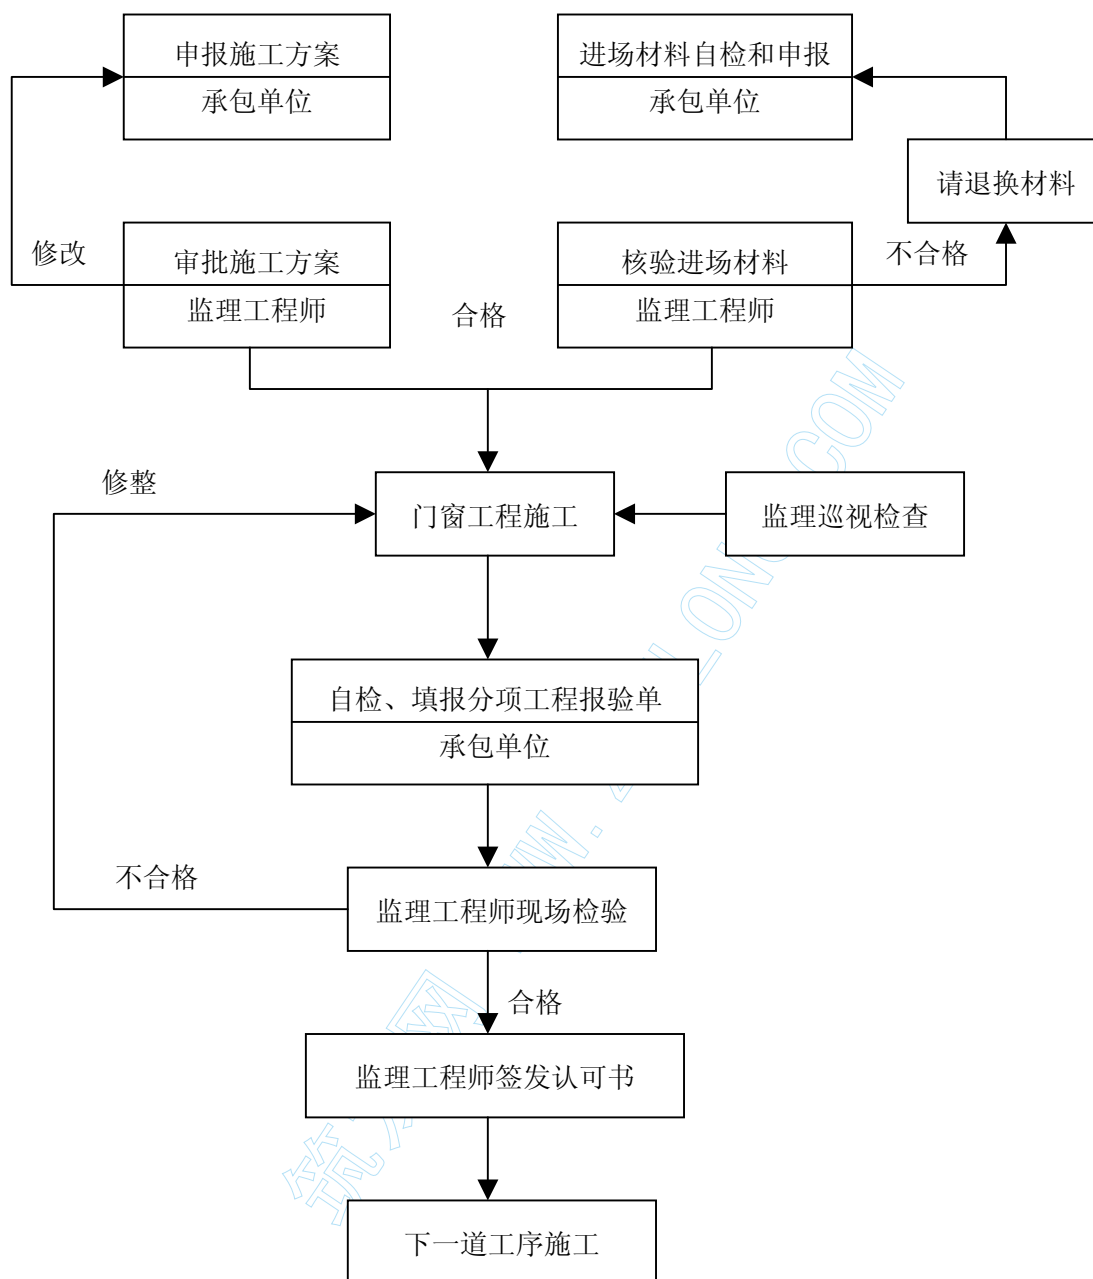 申报施工方案
承包单位
进场材料自检和申报
承包单位
请退换材料
修改
审批施工方案
监理工程师
合格
核验进场材料
监理工程师
不合格
修整
门窗工程施工
监理巡视检查
自检、填报分项工程报验单
承包单位
不合格
监理工程师现场检验
合格
监理工程师签发认可书
下一道工序施工